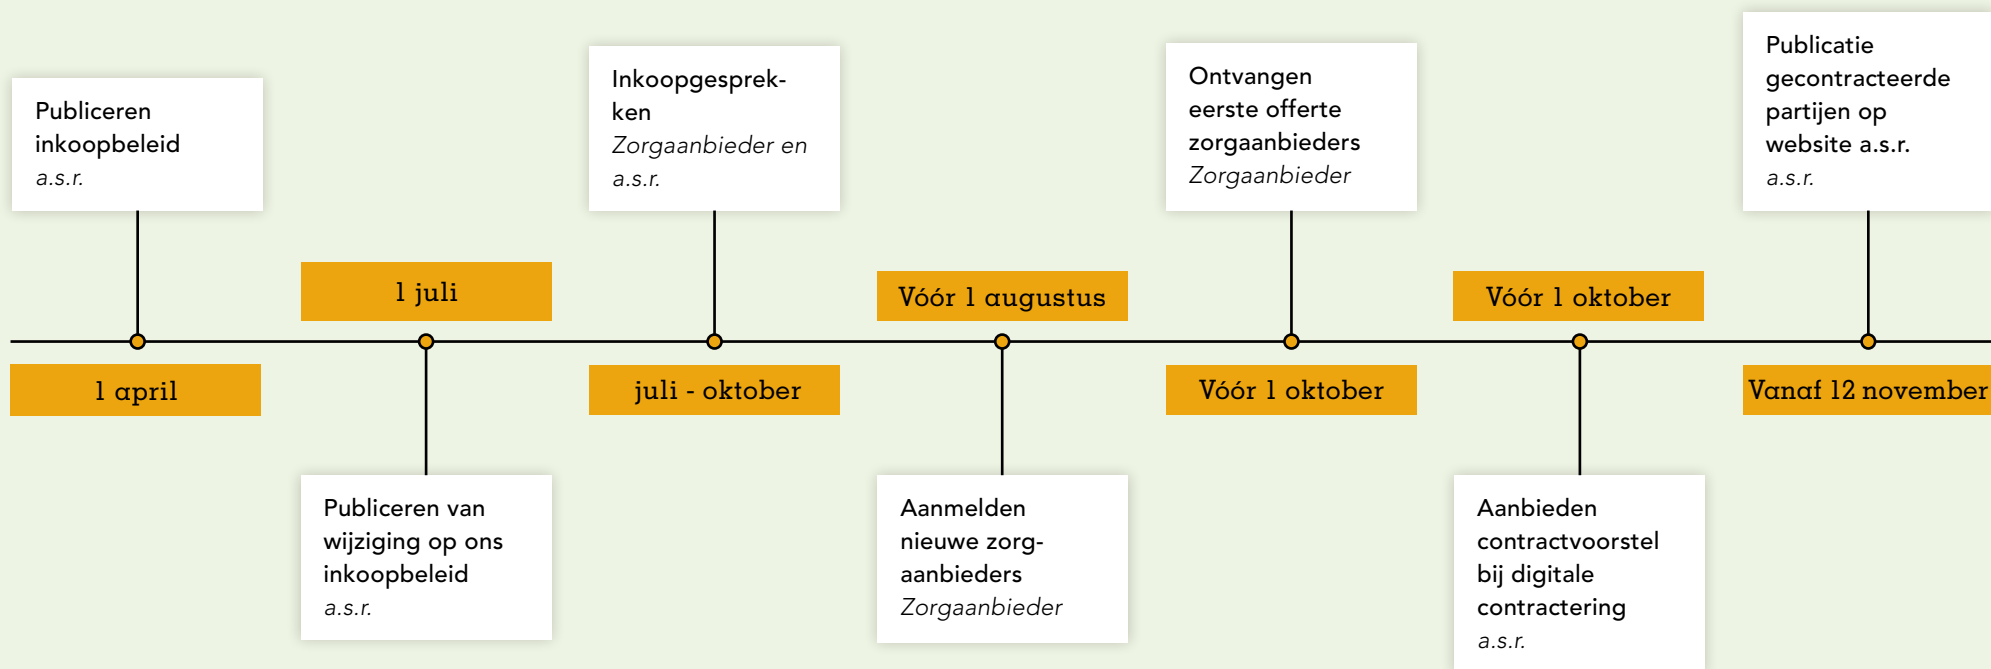 Publiceren
inkoopbeleid
a.s.r.
1 april
1 juli
Publiceren van
wijziging op ons
inkoopbeleid
a.s.r.
Inkoopgesprek-
ken
Zorgaanbieder en
a.s.r.
juli - oktober
Vóór 1 augustus
Aanmelden
nieuwe zorg-
aanbieders
Zorgaanbieder
Ontvangen
eerste offerte
zorgaanbieders
Zorgaanbieder
Vóór 1 oktober
Vóór 1 oktober
Aanbieden
contractvoorstel
bij digitale
contractering
a.s.r.
Publicatie
gecontracteerde
partijen op
website a.s.r.
a.s.r.
Vanaf 12 november